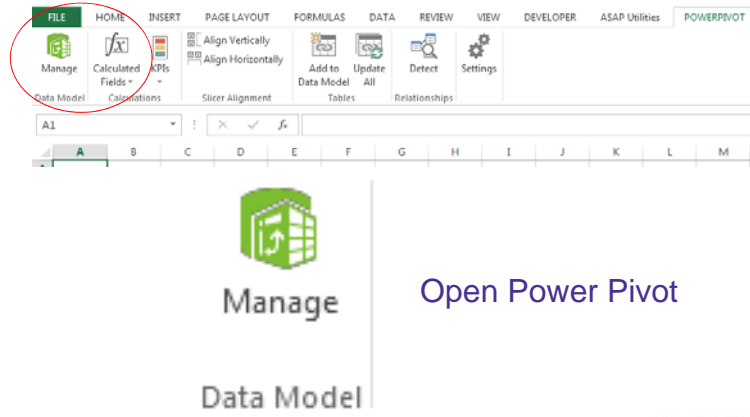 FILE HOME INSERT PAGE LAYOUT FORMULAS DATA REVIEW VIEW DEVELOPER ASAP Utilities POWERPIVOT
Manage
Calculated
Fields
KPIs
Align Vertically
Align Horizontally
Add to
Data Model
Update
All
Detect
Settings
Data Model Calculations Slicer Alignment Tables Relationships
A1 fx
A B C D E F G H I J K L M
Manage
Open Power Pivot
Data Model